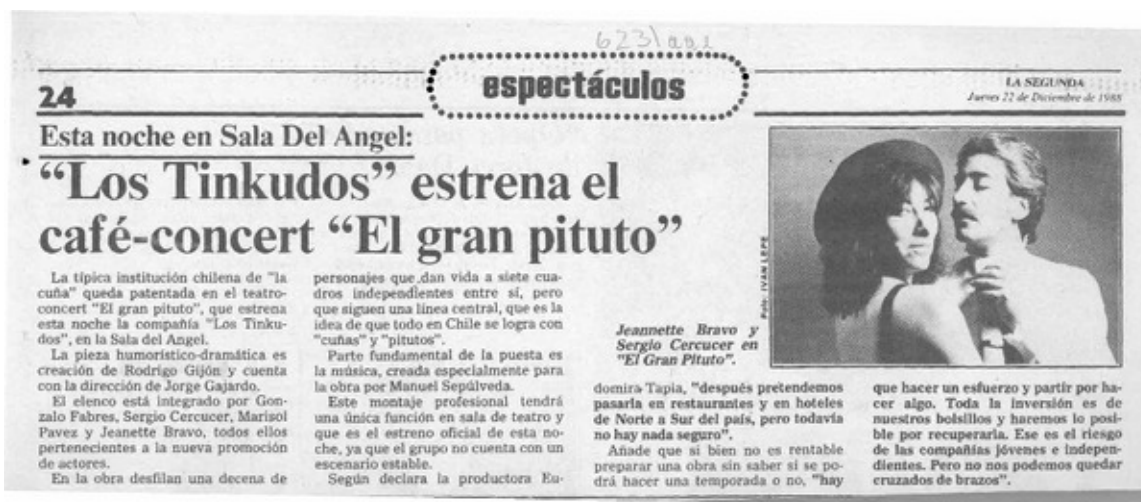 623\aae
espectáculos
24
LA SEGUNDA
Jueves 22 de Diciembre de 1988
Esta noche en Sala Del Angel:
“Los Tinkudos” estrena el
café-concert “El gran pituto”
La típica institución chilena de "la
cuña" queda patentada en el teatro-
concert "El gran pituto", que estrena
esta noche la compañía "Los Tinku-
dos", en la Sala del Angel.
La pieza humorístico-dramática es
creación de Rodrigo Gijón y cuenta
con la dirección de Jorge Gajardo.
El elenco está integrado por Gon-
zalo Fabres, Sergio Cercucer, Marisol
Pavez y Jeanette Bravo, todos ellos
pertenecientes a la nueva promoción
de actores.
En la obra desfilan una decena de
personajes que dan vida a siete cua-
dros independientes entre sí, pero
que siguen una línea central, que es la
idea de que todo en Chile se logra con
"cuñas" y "pitutos".
Parte fundamental de la puesta es
la música, creada especialmente para
la obra por Manuel Sepúlveda.
Este montaje profesional tendrá
una única función en sala de teatro y
que es el estreno oficial de esta no-
che, ya que el grupo no cuenta con un
escenario estable.
Según declara la productora Eu-
Foto: IVAN LEPE
Jeannette Bravo y
Sergio Cercucer en
"El Gran Pituto".
domira Tapia, "después pretendemos
pasarla en restaurantes y en hoteles
de Norte a Sur del país, pero todavía
no hay nada seguro".
Añade que si bien no es rentable
preparar una obra sin saber si se po-
drá hacer una temporada o no, "hay
que hacer un esfuerzo y partir por ha-
cer algo. Toda la inversión es de
nuestros bolsillos y haremos lo posi-
ble por recuperarla. Ese es el riesgo
de las compañías jóvenes e indepen-
dientes. Pero no nos podemos quedar
cruzados de brazos".